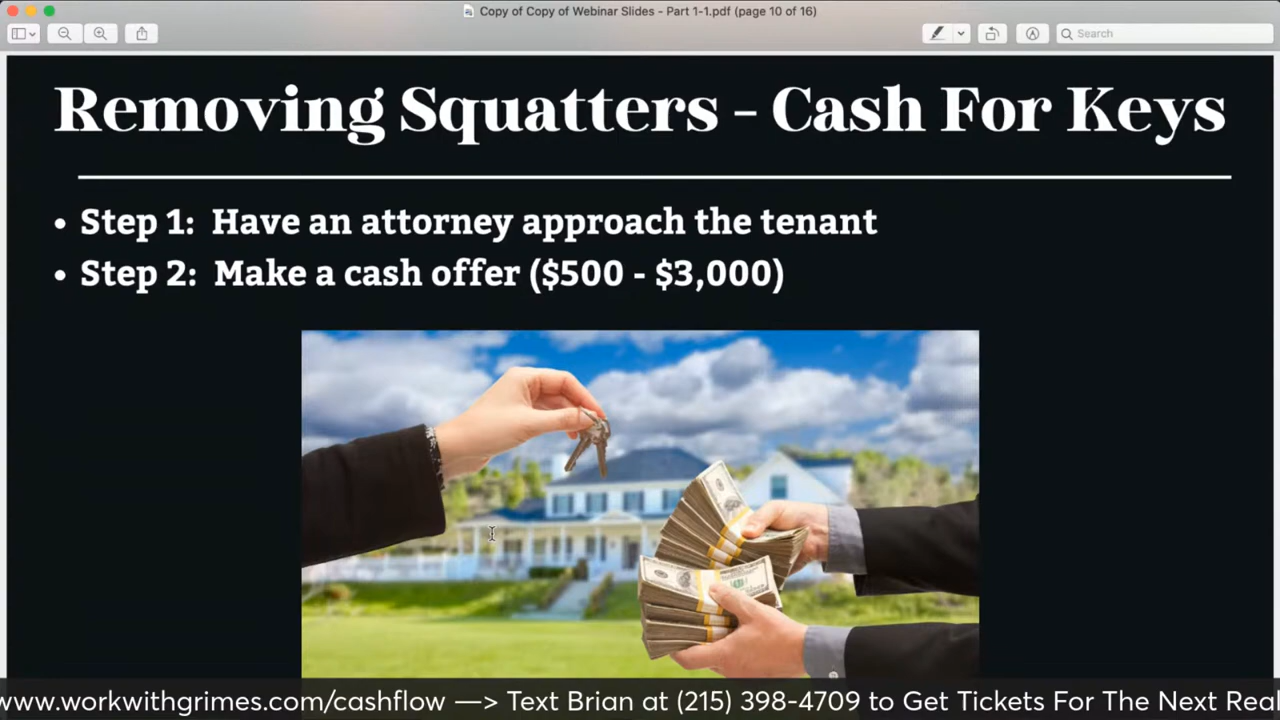 Copy of Copy of Webinar Slides - Part 1-1.pdf (page 10 of 16)
Search
Removing Squatters - Cash For Keys
• Step 1: Have an attorney approach the tenant
• Step 2: Make a cash offer ($500 - $3,000)
www.workwithgrimes.com/cashflow —> Text Brian at (215) 398-4709 to Get Tickets For The Next Real